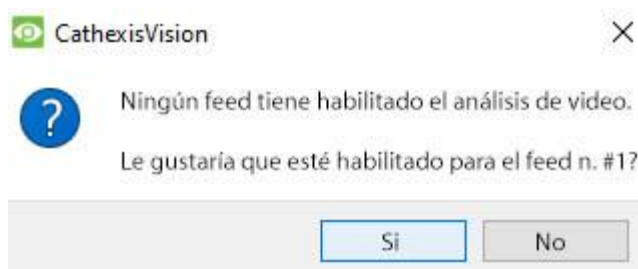 CathexisVision
Ningún feed tiene habilitado el análisis de video.
Le gustaría que esté habilitado para el feed n. #1?
Si
No